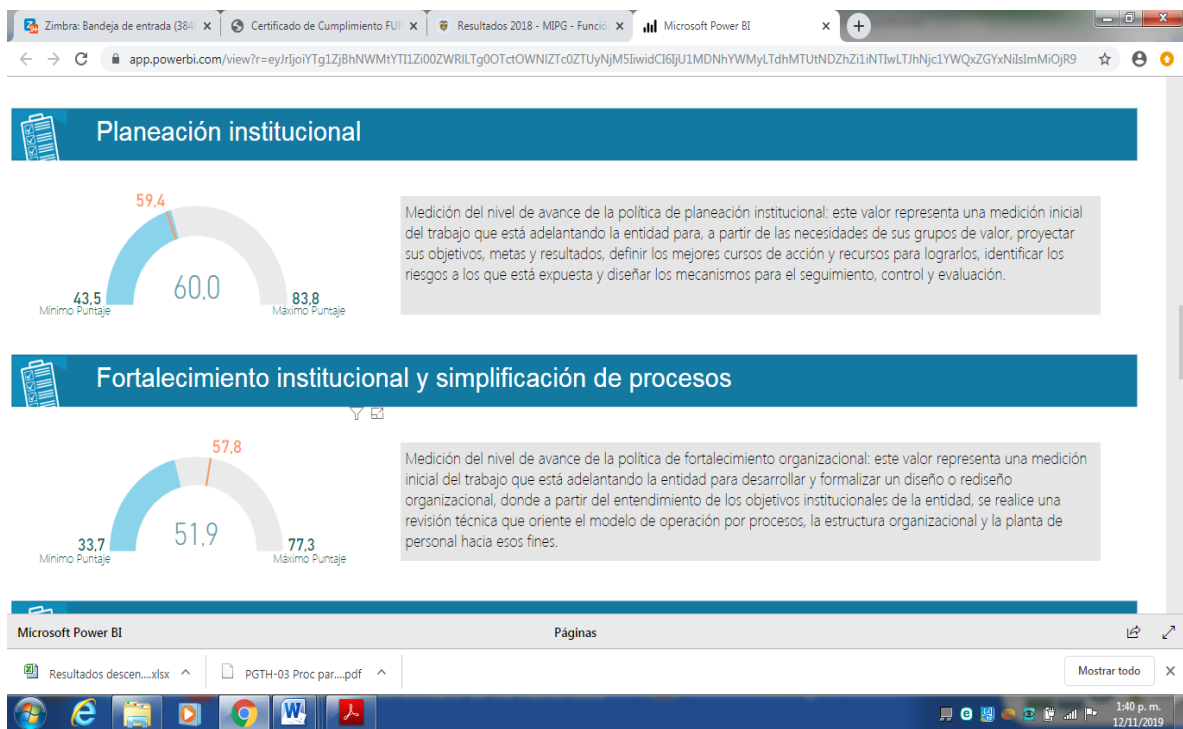 Zimbra: Bandeja de entrada (384
Certificado de Cumplimiento FUR
Resultados 2018 - MIPG - Funció
Microsoft Power BI
Planeación institucional
59,4
60,0
43,5
Mínimo Puntaje
83,8
Máximo Puntaje
Medición del nivel de avance de la política de planeación institucional: este valor representa una medición inicial
del trabajo que está adelantando la entidad para, a partir de las necesidades de sus grupos de valor, proyectar
sus objetivos, metas y resultados, definir los mejores cursos de acción y recursos para lograrlos, identificar los
riesgos a los que está expuesta y diseñar los mecanismos para el seguimiento, control y evaluación.
Fortalecimiento institucional y simplificación de procesos
57,8
51,9
33,7
Mínimo Puntaje
77,3
Máximo Puntaje
Medición del nivel de avance de la política de fortalecimiento organizacional: este valor representa una medición
inicial del trabajo que está adelantando la entidad para desarrollar y formalizar un diseño o rediseño
organizacional, donde a partir del entendimiento de los objetivos institucionales de la entidad, se realice una
revisión técnica que oriente el modelo de operación por procesos, la estructura organizacional y la planta de
personal hacia esos fines.
Microsoft Power BI
Páginas
Resultados descen....xlsx
PGTH-03 Proc par....pdf
Mostrar todo
1:40 p. m.
12/11/2019